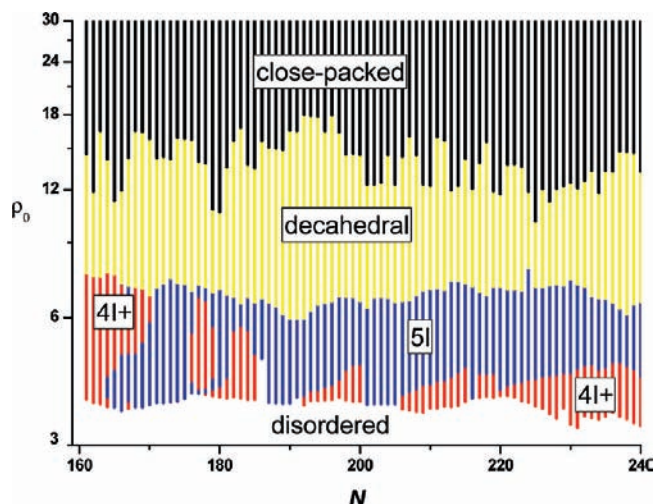 30
24
18
12
6
3
ρ0
close-packed
decahedral
4I+
5I
4I+
disordered
160
180
200
220
240
N